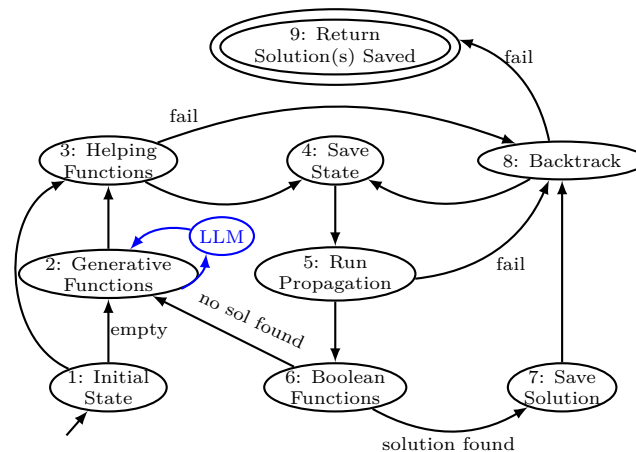 9: Return
Solution(s) Saved
fail
fail
3: Helping
Functions
4: Save
State
8: Backtrack
LLM
2: Generative
Functions
5: Run
Propagation
fail
no sol found
empty
1: Initial
State
6: Boolean
Functions
7: Save
Solution
solution found